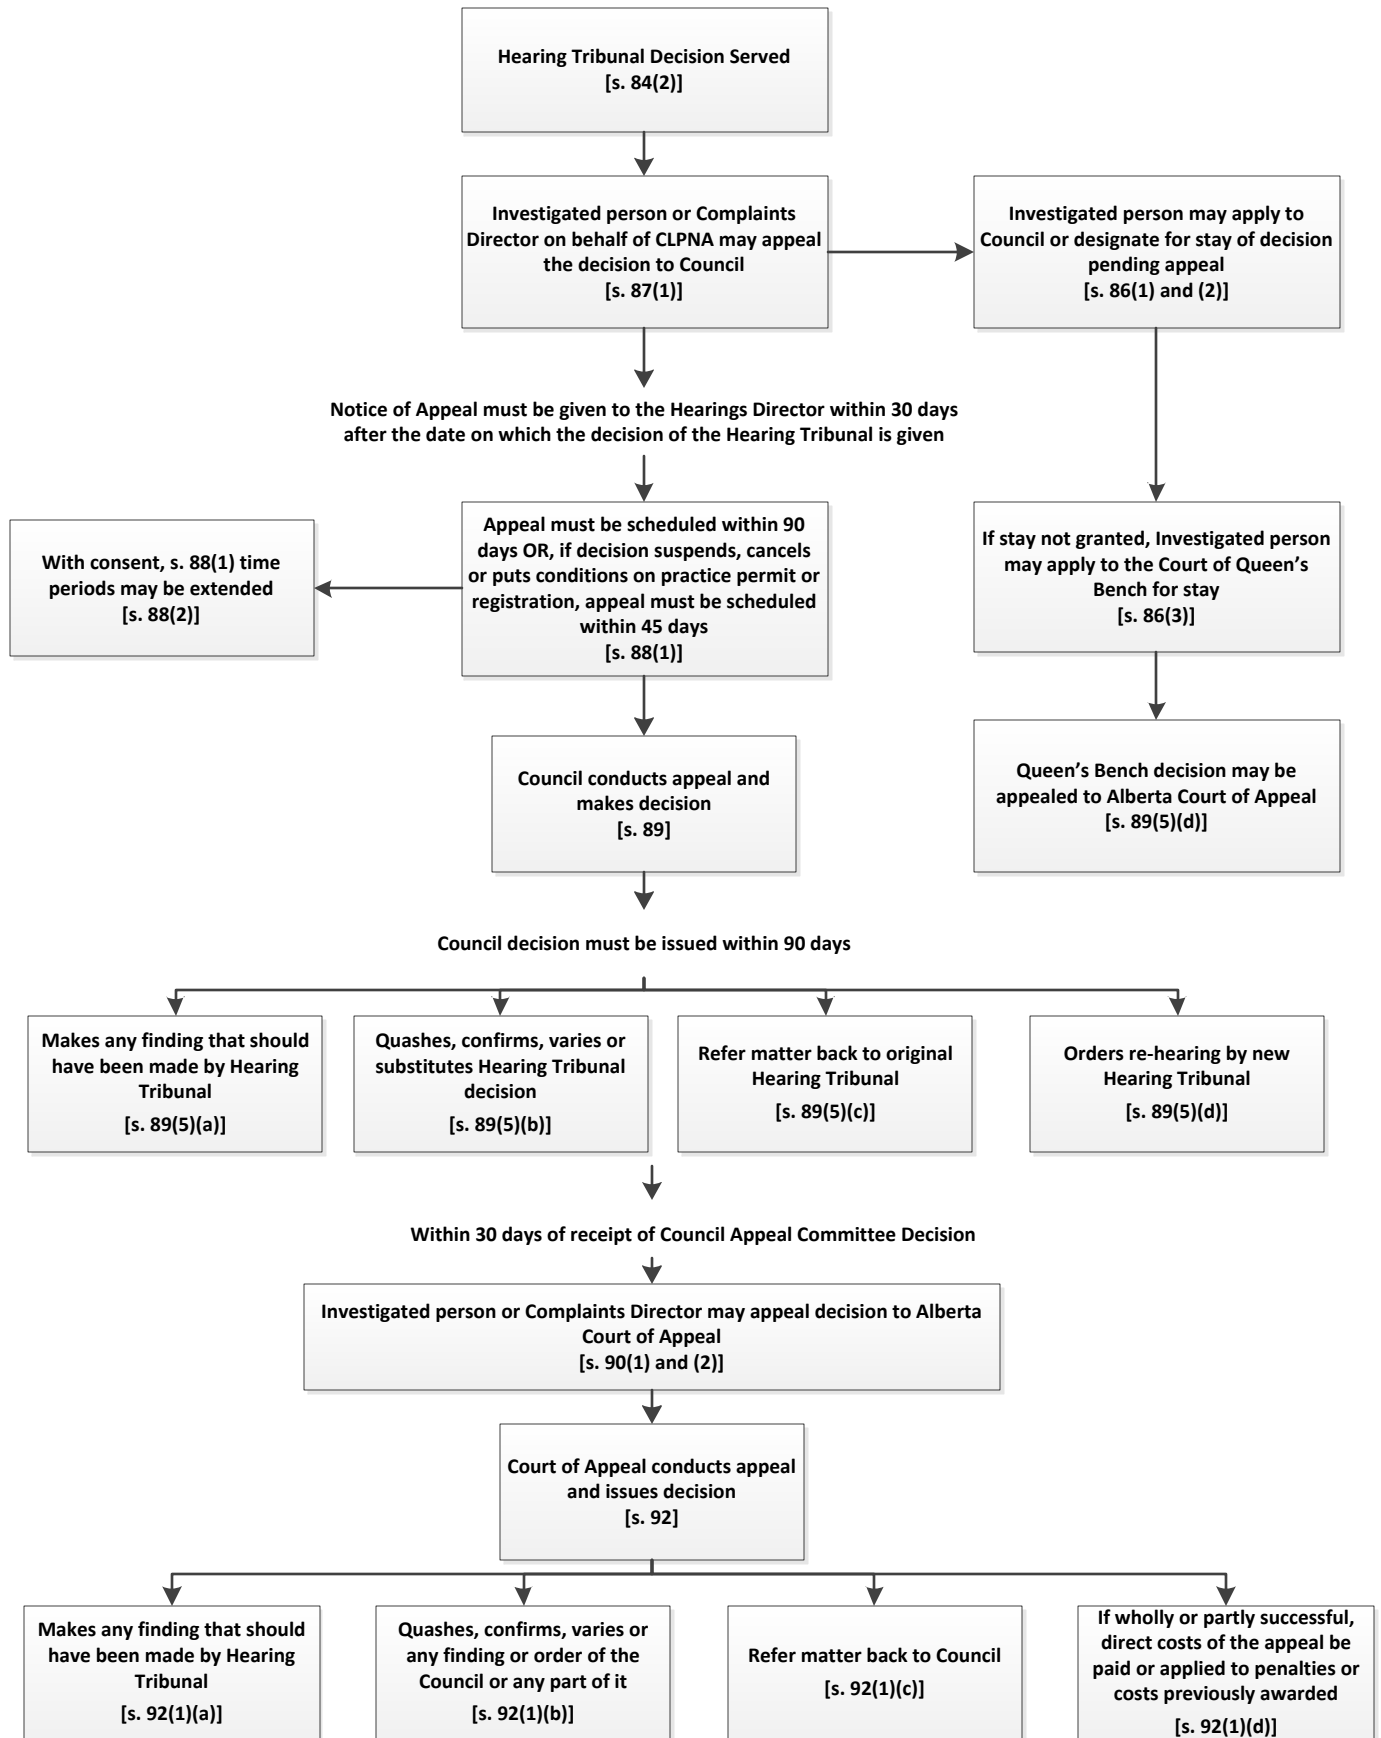 Hearing Tribunal Decision Served
[s. 84(2)]
Investigated person or Complaints
Director on behalf of CLPNA may appeal
the decision to Council
[s. 87(1)]
Investigated person may apply to
Council or designate for stay of decision
pending appeal
[s. 86(1) and (2)]
Notice of Appeal must be given to the Hearings Director within 30 days
after the date on which the decision of the Hearing Tribunal is given
With consent, s. 88(1) time
periods may be extended
[s. 88(2)]
Appeal must be scheduled within 90
days OR, if decision suspends, cancels
or puts conditions on practice permit or
registration, appeal must be scheduled
within 45 days
[s. 88(1)]
If stay not granted, Investigated person
may apply to the Court of Queen’s
Bench for stay
[s. 86(3)]
Council conducts appeal and
makes decision
[s. 89]
Queen’s Bench decision may be
appealed to Alberta Court of Appeal
[s. 89(5)(d)]
Council decision must be issued within 90 days
Makes any finding that should
have been made by Hearing
Tribunal
[s. 89(5)(a)]
Quashes, confirms, varies or
substitutes Hearing Tribunal
decision
[s. 89(5)(b)]
Refer matter back to original
Hearing Tribunal
[s. 89(5)(c)]
Orders re-hearing by new
Hearing Tribunal
[s. 89(5)(d)]
Within 30 days of receipt of Council Appeal Committee Decision
Investigated person or Complaints Director may appeal decision to Alberta
Court of Appeal
[s. 90(1) and (2)]
Court of Appeal conducts appeal
and issues decision
[s. 92]
Makes any finding that should
have been made by Hearing
Tribunal
[s. 92(1)(a)]
Quashes, confirms, varies or
any finding or order of the
Council or any part of it
[s. 92(1)(b)]
Refer matter back to Council
[s. 92(1)(c)]
If wholly or partly successful,
direct costs of the appeal be
paid or applied to penalties or
costs previously awarded
[s. 92(1)(d)]